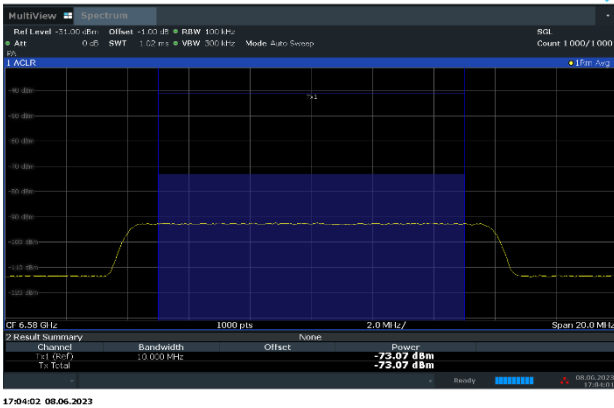 MultiView Spectrum
Ref Level -31.00 dBm Offset -1.00 dB RBW 100 kHz SGL
Att 0 dB SWT 1.02 ms VBW 300 kHz Mode Auto Sweep Count 1000/1000
PA
1 ACLR 1Rm Avg
-40 dBm
Tx1
-50 dBm
-60 dBm
-70 dBm
-80 dBm
-90 dBm
-100 dBm
-110 dBm
-120 dBm
CF 6.58 GHz 1000 pts 2.0 MHz/ Span 20.0 MHz
2 Result Summary None
Channel Bandwidth Offset Power
Tx1 (Ref) 10.000 MHz -73.07 dBm
Tx Total -73.07 dBm
Ready 08.06.2023
17:04:01
17:04:02 08.06.2023